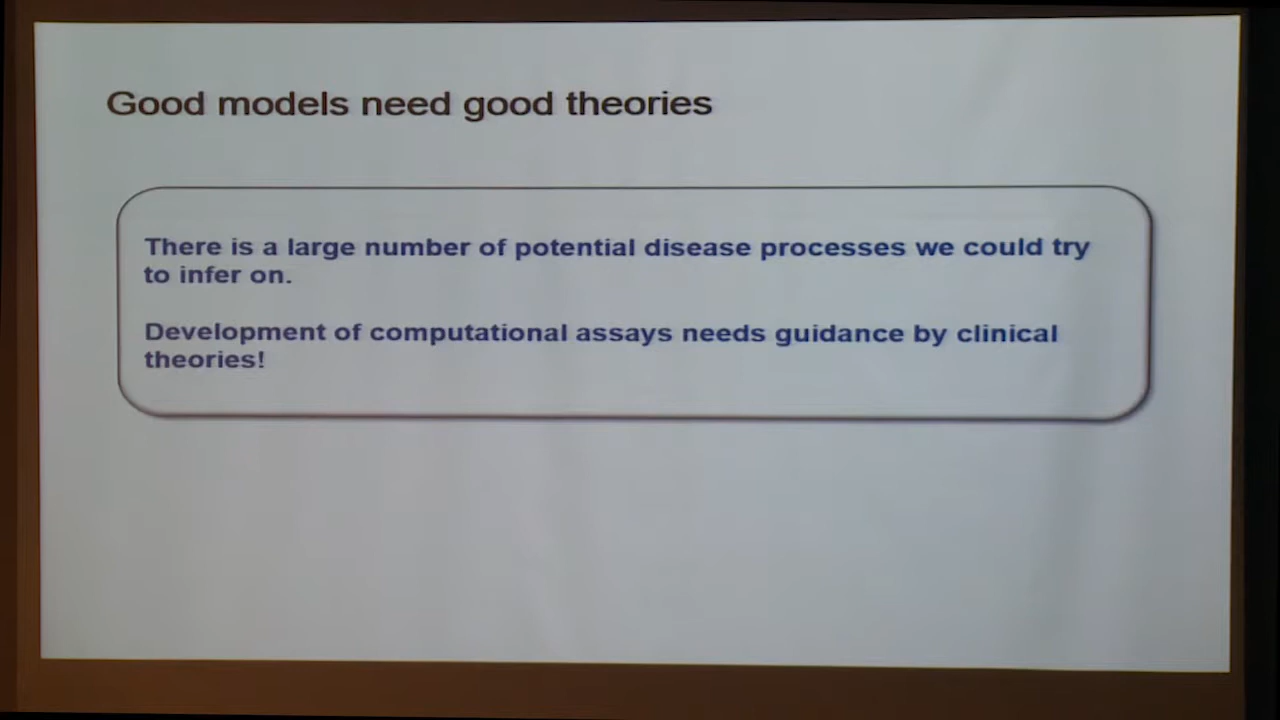 Good models need good theories
There is a large number of potential disease processes we could try
to infer on.
Development of computational assays needs guidance by clinical
theories!